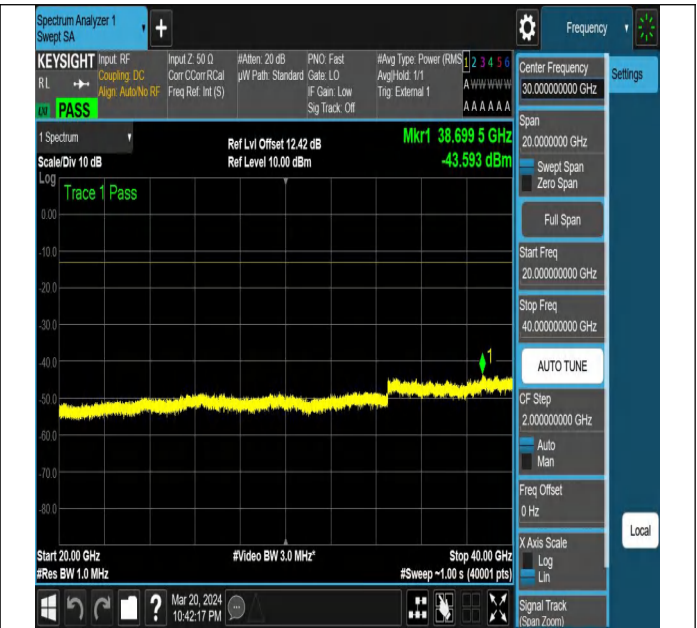 Spectrum Analyzer 1
Swept SA
+
Frequency
KEYSIGHT
RL
PASS
Input: RF
Coupling: DC
Align: Auto/No RF
Input Z: 50 Ω
Corr CCorr RCal
Freq Ref: Int (S)
#Atten: 20 dB
µW Path: Standard
PNO: Fast
Gate: LO
IF Gain: Low
Sig Track: Off
#Avg Type: Power (RMS
Avg|Hold: 1/1
Trig: External 1
1 2 3 4 5 6
A W W W W W
A A A A A A
1 Spectrum
Scale/Div 10 dB
Ref Lvl Offset 12.42 dB
Ref Level 10.00 dBm
Mkr1 38.699 5 GHz
-43.593 dBm
Log
Trace 1 Pass
0.00
-10.0
-20.0
-30.0
-40.0
-50.0
-60.0
-70.0
-80.0
1
Start 20.00 GHz
#Res BW 1.0 MHz
#Video BW 3.0 MHz*
Stop 40.00 GHz
#Sweep ~1.00 s (40001 pts)
?
Mar 20, 2024
10:42:17 PM
Center Frequency
30.000000000 GHz
Settings
Span
20.0000000 GHz
Swept Span
Zero Span
Full Span
Start Freq
20.000000000 GHz
Stop Freq
40.000000000 GHz
AUTO TUNE
CF Step
2.000000000 GHz
Auto
Man
Freq Offset
0 Hz
X Axis Scale
Log
Lin
Local
Signal Track
(Span Zoom)